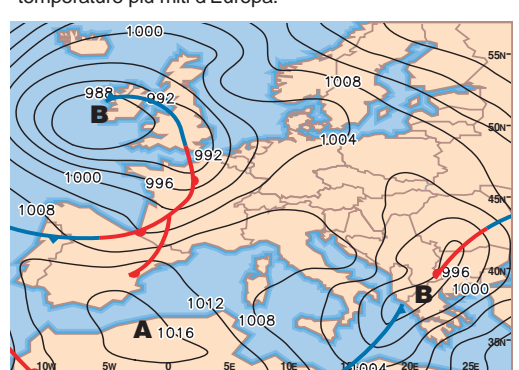 temperature più miti d'Europa.
1000
55N
988
992
1008
B
50N
1004
992
1000
996
45N
1008
40N
996
1012
B
1000
A
1016
1008
35N
10W
5W
0
5E
10E
15E
1004
20E
25E